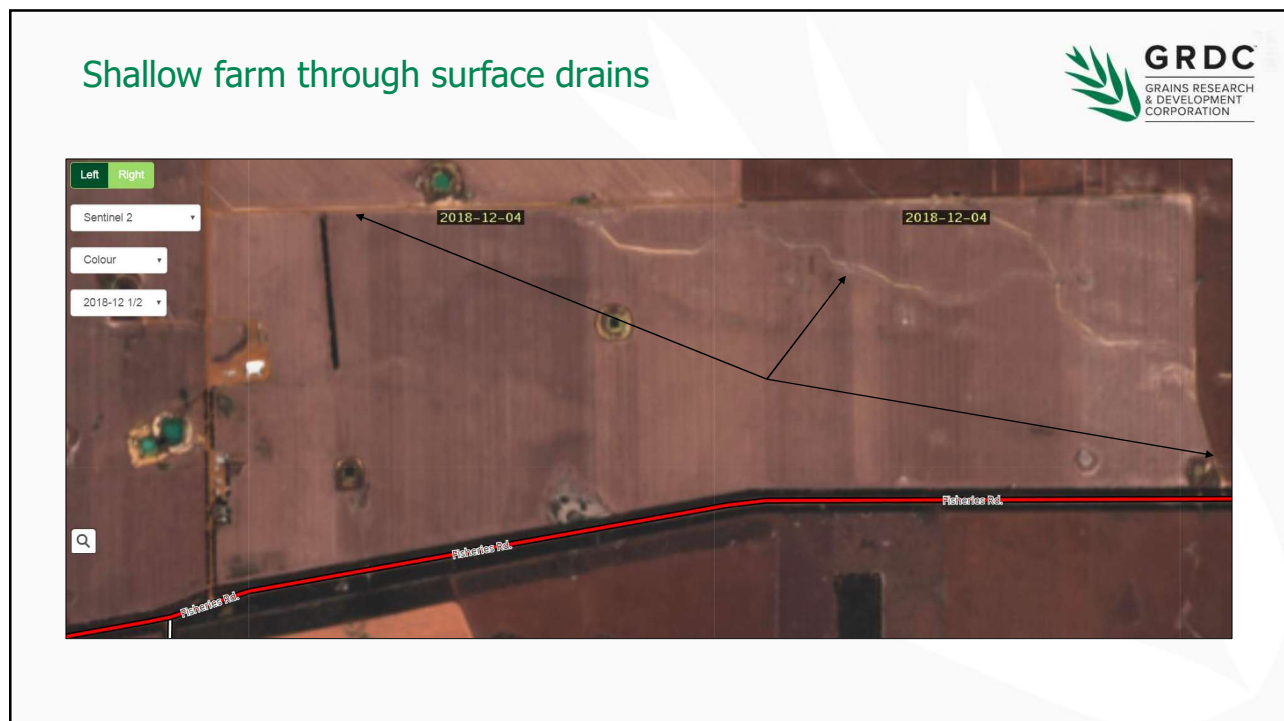 Shallow farm through surface drains
GRDC
GRAINS RESEARCH
& DEVELOPMENT
CORPORATION
Left Right
Sentinel 2
Colour
2018-12 1/2
2018-12-04
2018-12-04
Fisheries Rd.
Fisheries Rd.
Fisheries Rd.